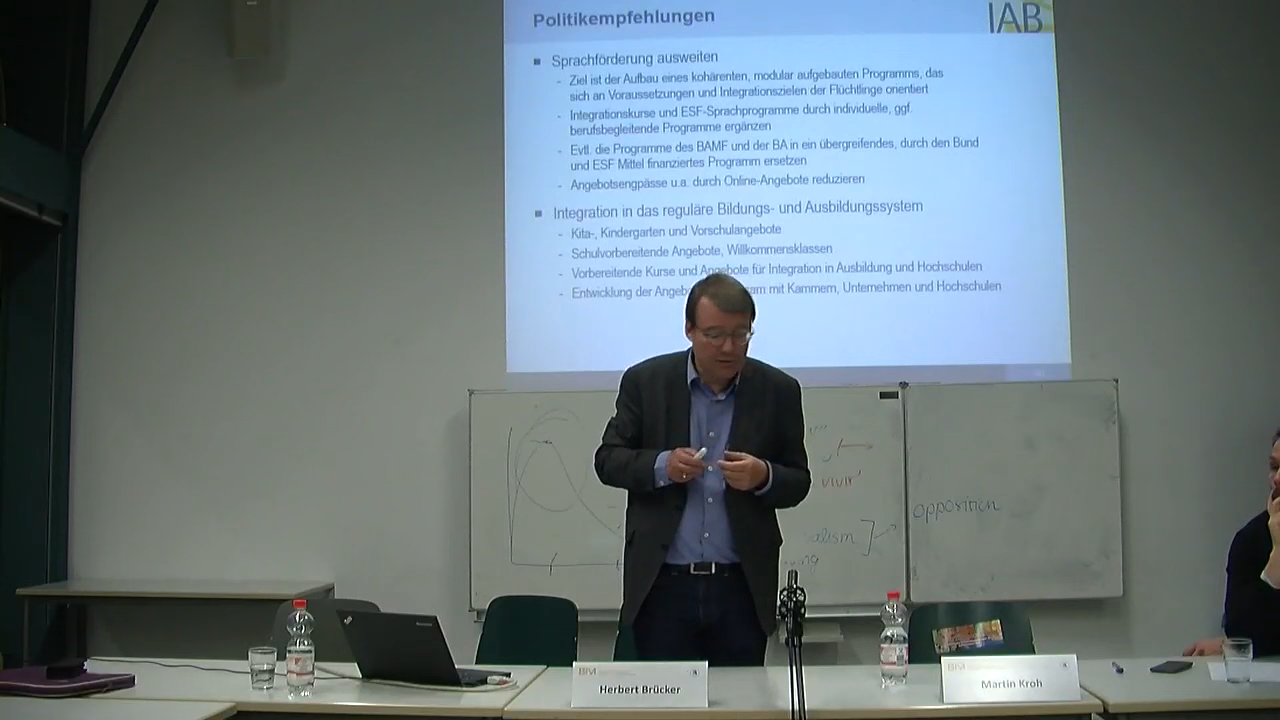 Politikempfehlungen
IAB
Sprachförderung ausweiten
- Ziel ist der Aufbau eines kohärenten, modular aufgebauten Programms, das
sich an Voraussetzungen und Integrationszielen der Flüchtlinge orientiert
- Integrationskurse und ESF-Sprachprogramme durch individuelle, ggf.
berufsbegleitende Programme ergänzen
- Evtl. die Programme des BAMF und der BA in ein übergreifendes, durch den Bund
und ESF Mittel finanziertes Programm ersetzen
- Angebotsengpässe u.a. durch Online-Angebote reduzieren
Integration in das reguläre Bildungs- und Ausbildungssystem
- Kita-, Kindergarten und Vorschulangebote
- Schulvorbereitende Angebote, Willkommensklassen
- Vorbereitende Kurse und Angebote für Integration in Ausbildung und Hochschulen
- Entwicklung der Angebo am mit Kammern, Unternehmen und Hochschulen
vivir
opposition
alism
Herbert Brücker
Martin Kroh